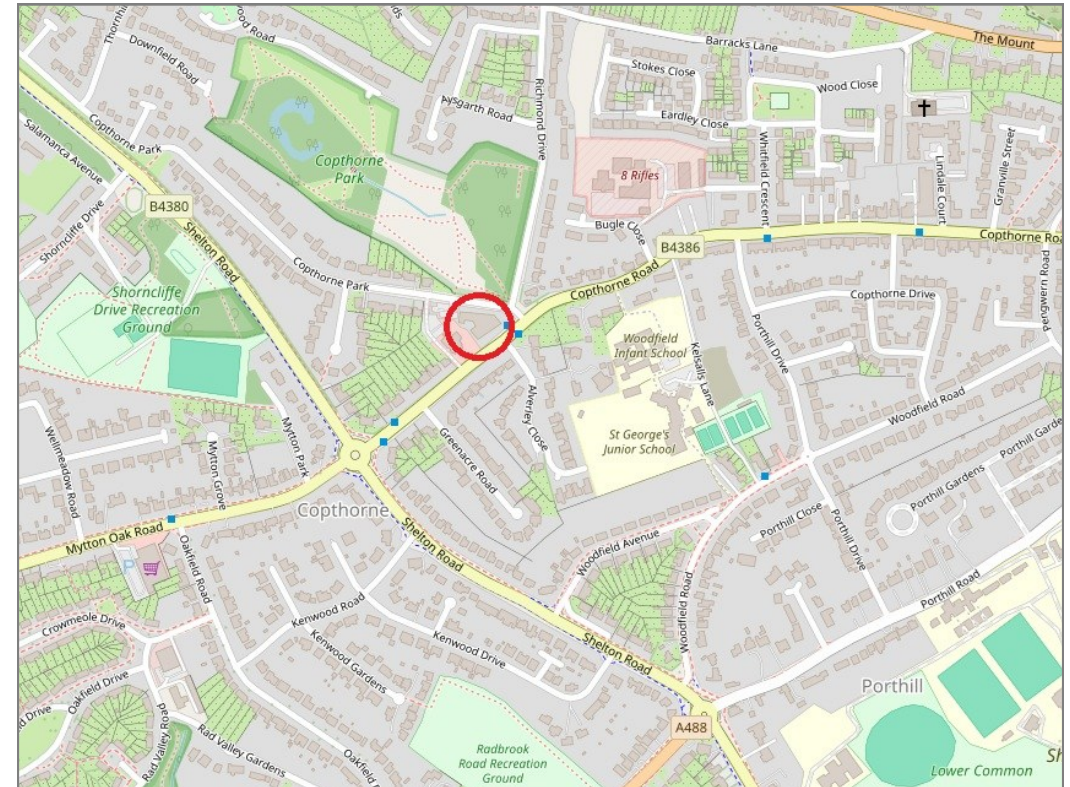 The Mount
Barracks Lane
Stokes Close
Wood Close
Downfield Road
Aysgarth Road
Eardley Close
Richmond Drive
Whitfield Crescent
Lindale Court
Granville Street
Copthorne Park
Salamanca Avenue
Copthorne
Park
8 Rifles
B4380
Shelton Road
Shorncliffe Drive
Bugle Close
B4386
Copthorne Road
Copthorne
Copthorne Park
Copthorne Road
Copthorne Drive
Pengwern Road
Shorncliffe
Drive Recreation
Ground
Woodfield
Infant School
Kelsalls Lane
Porthill Drive
Alverley Close
Woodfield Road
Wellmeadow Road
Mytton Park
Mytton Grove
Greenacre Road
St George's
Junior School
Porthill
Porthill Gardens
Copthorne
Mytton Oak Road
Shelton Road
Porthill Close
Porthill Drive
Woodfield Avenue
P
Oakfield Road
Woodfield Road
Porthill Road
Crowmeole Drive
Kenwood Road
Kenwood Drive
Kenwood Gardens
Shelton Road
Oakfield Drive
Drive
Porthill
Rad Valley Road
Rad Valley Gardens
Oakfield
A488
Radbrook
Road Recreation
Ground
Lower Common